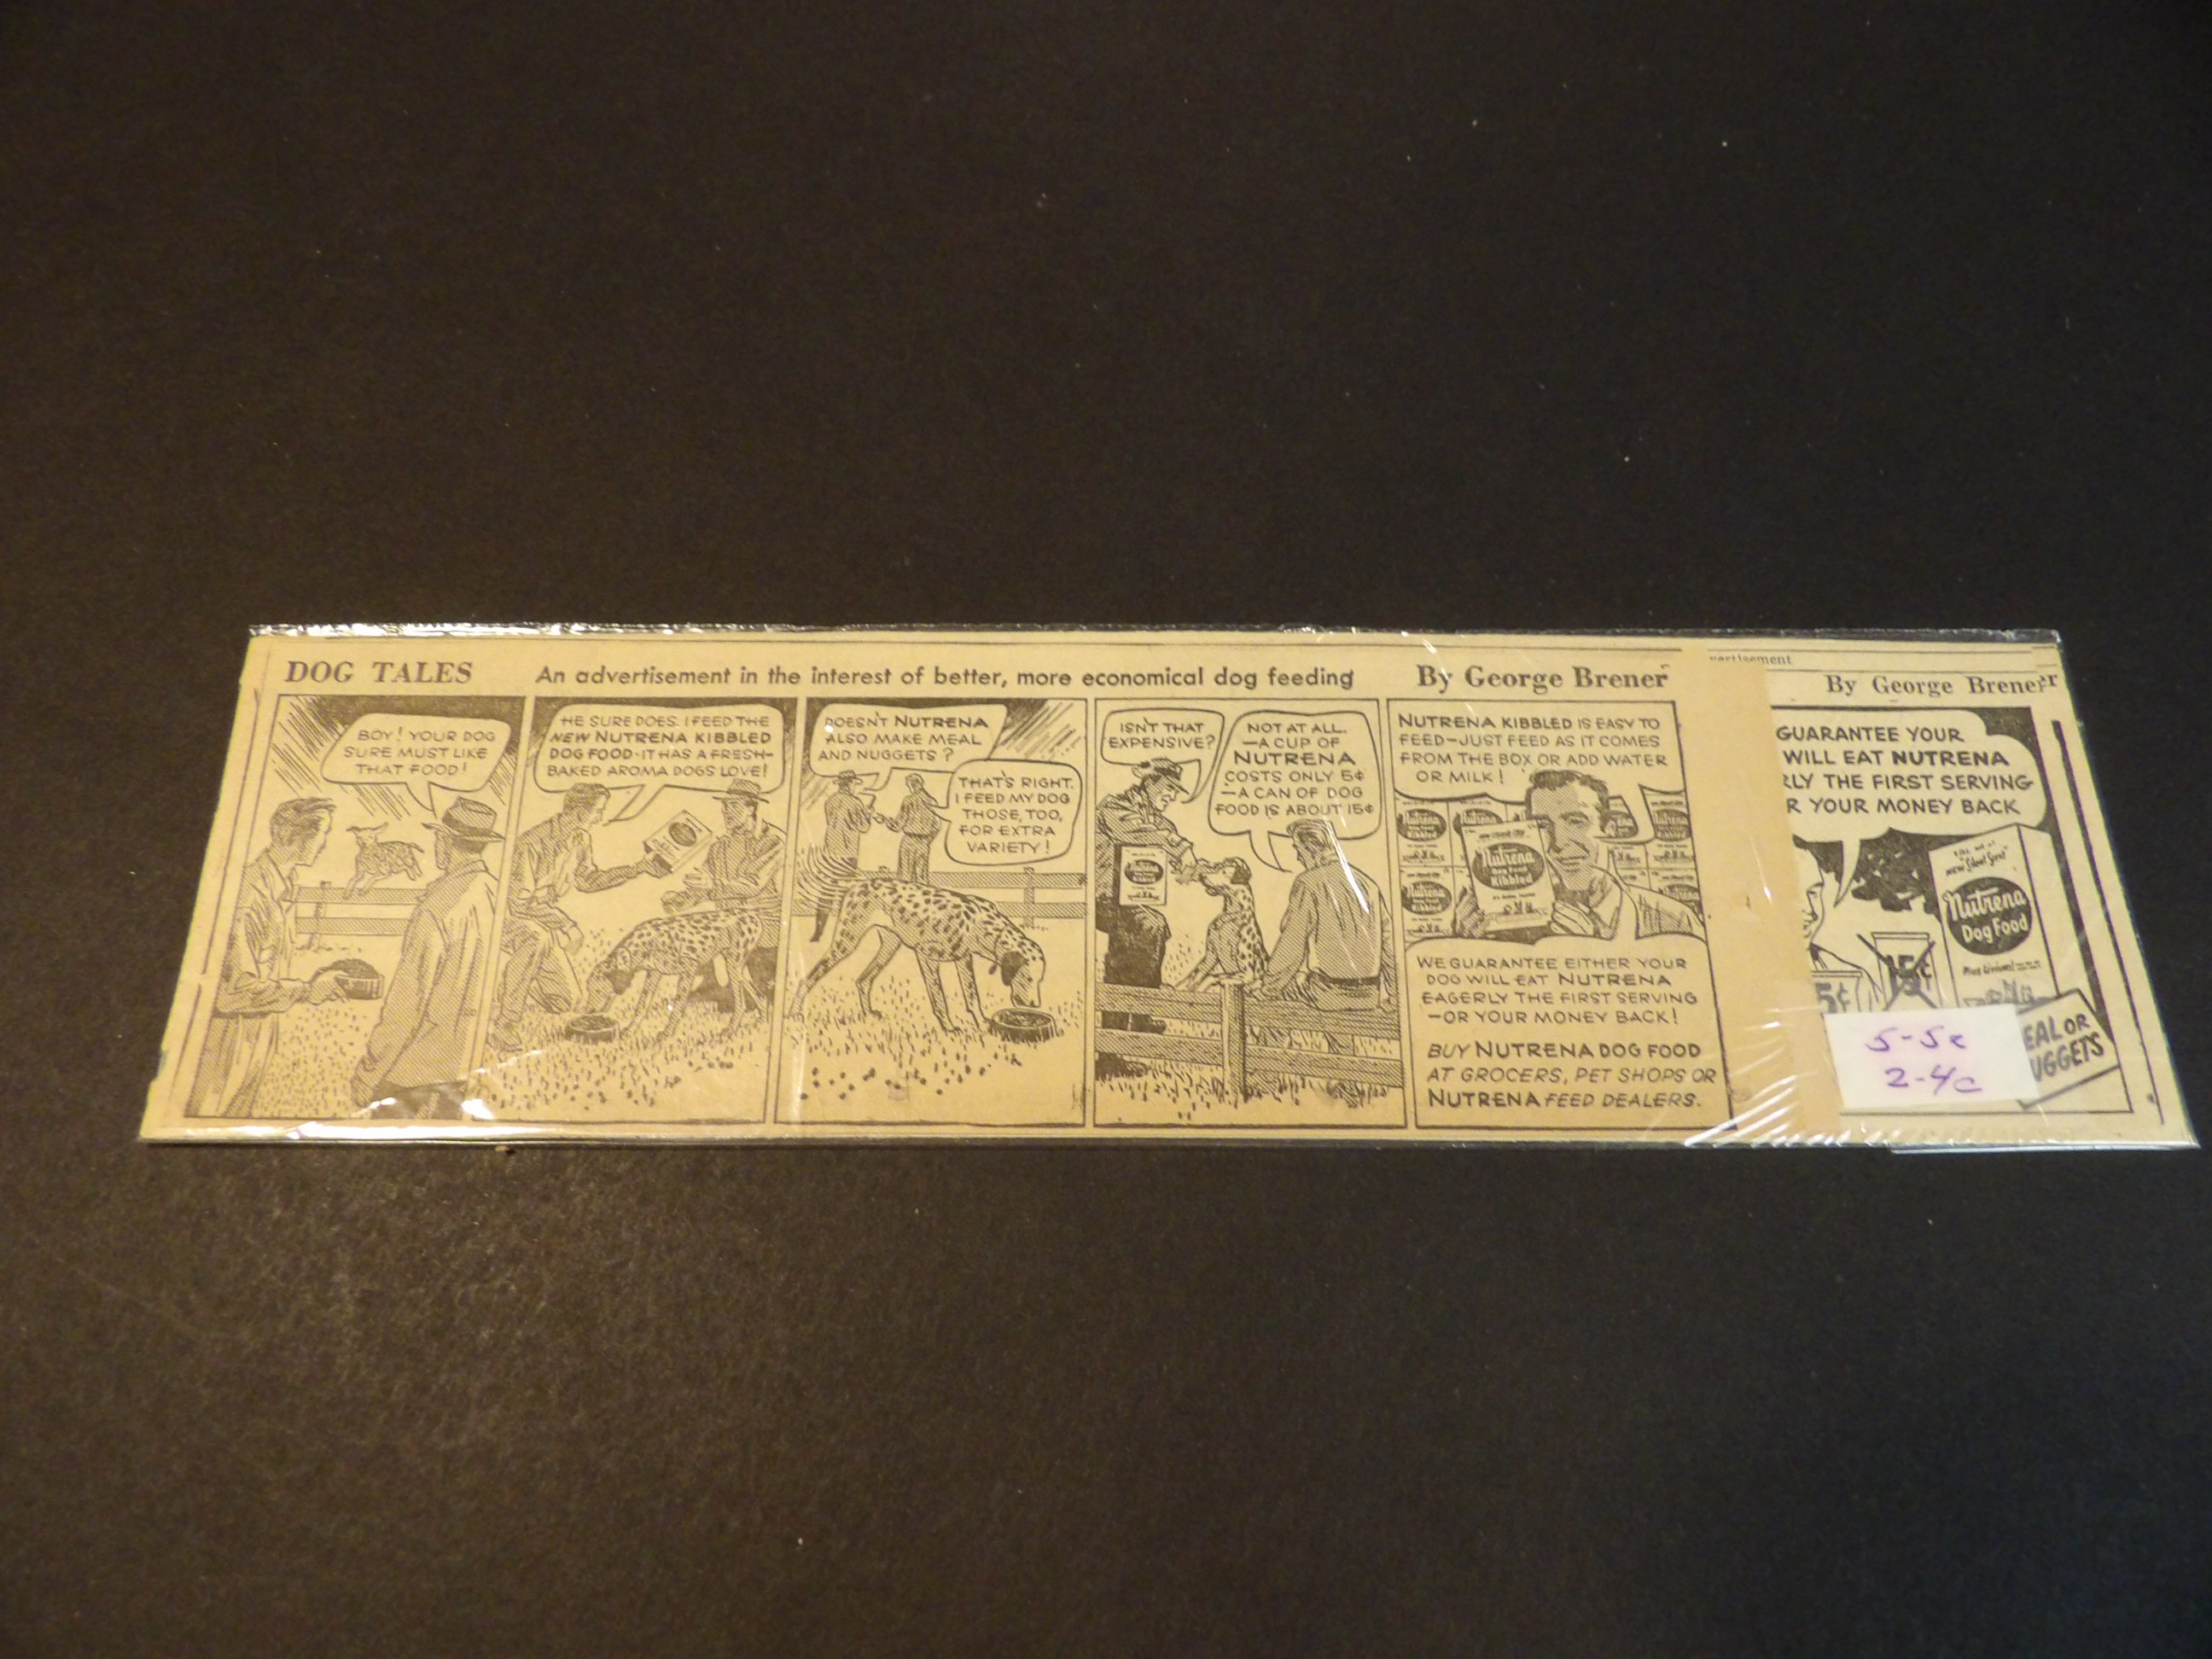 DOG TALES
An advertisement in the interest of better, more economical dog feeding
By George Brener
BOY! YOUR DOG
SURE MUST LIKE
THAT FOOD!
HE SURE DOES. I FEED THE
NEW NUTRENA KIBBLED
DOG FOOD-IT HAS A FRESH-
BAKED AROMA DOGS LOVE!
DOESN'T NUTRENA
ALSO MAKE MEAL
AND NUGGETS?
THAT'S RIGHT.
I FEED MY DOG
THOSE, TOO,
FOR EXTRA
VARIETY!
ISN'T THAT
EXPENSIVE?
NOT AT ALL.
—A CUP OF
NUTRENA
COSTS ONLY 5¢
—A CAN OF DOG
FOOD IS ABOUT 15¢
NUTRENA KIBBLED IS EASY TO
FEED—JUST FEED AS IT COMES
FROM THE BOX OR ADD WATER
OR MILK!
Nutrena
Kibbled
WE GUARANTEE EITHER YOUR
DOG WILL EAT NUTRENA
EAGERLY THE FIRST SERVING
—OR YOUR MONEY BACK!
BUY NUTRENA DOG FOOD
AT GROCERS, PET SHOPS OR
NUTRENA FEED DEALERS.
By George Brener
GUARANTEE YOUR
WILL EAT NUTRENA
RLY THE FIRST SERVING
R YOUR MONEY BACK
Nutrena
Dog Food
15¢
5¢
EAL OR
UGGETS
5-5c
2-4c